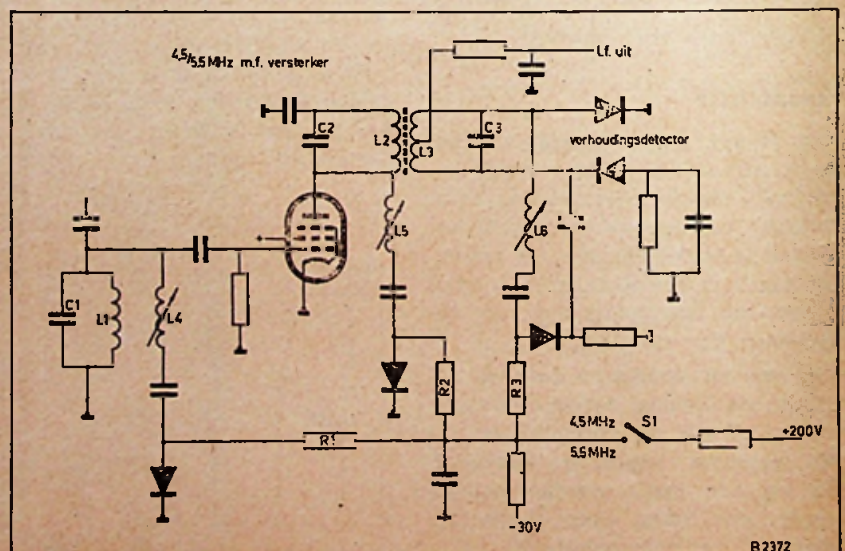 4,5/5,5 MHz m.f. versterker
l.f. uit
C2
L2
L3
C3
verhoudingsdetector
L5
L6
C1
L1
L4
R2
R3
R1
4,5MHz
S1
5,5MHz
+200V
-30V
R2372